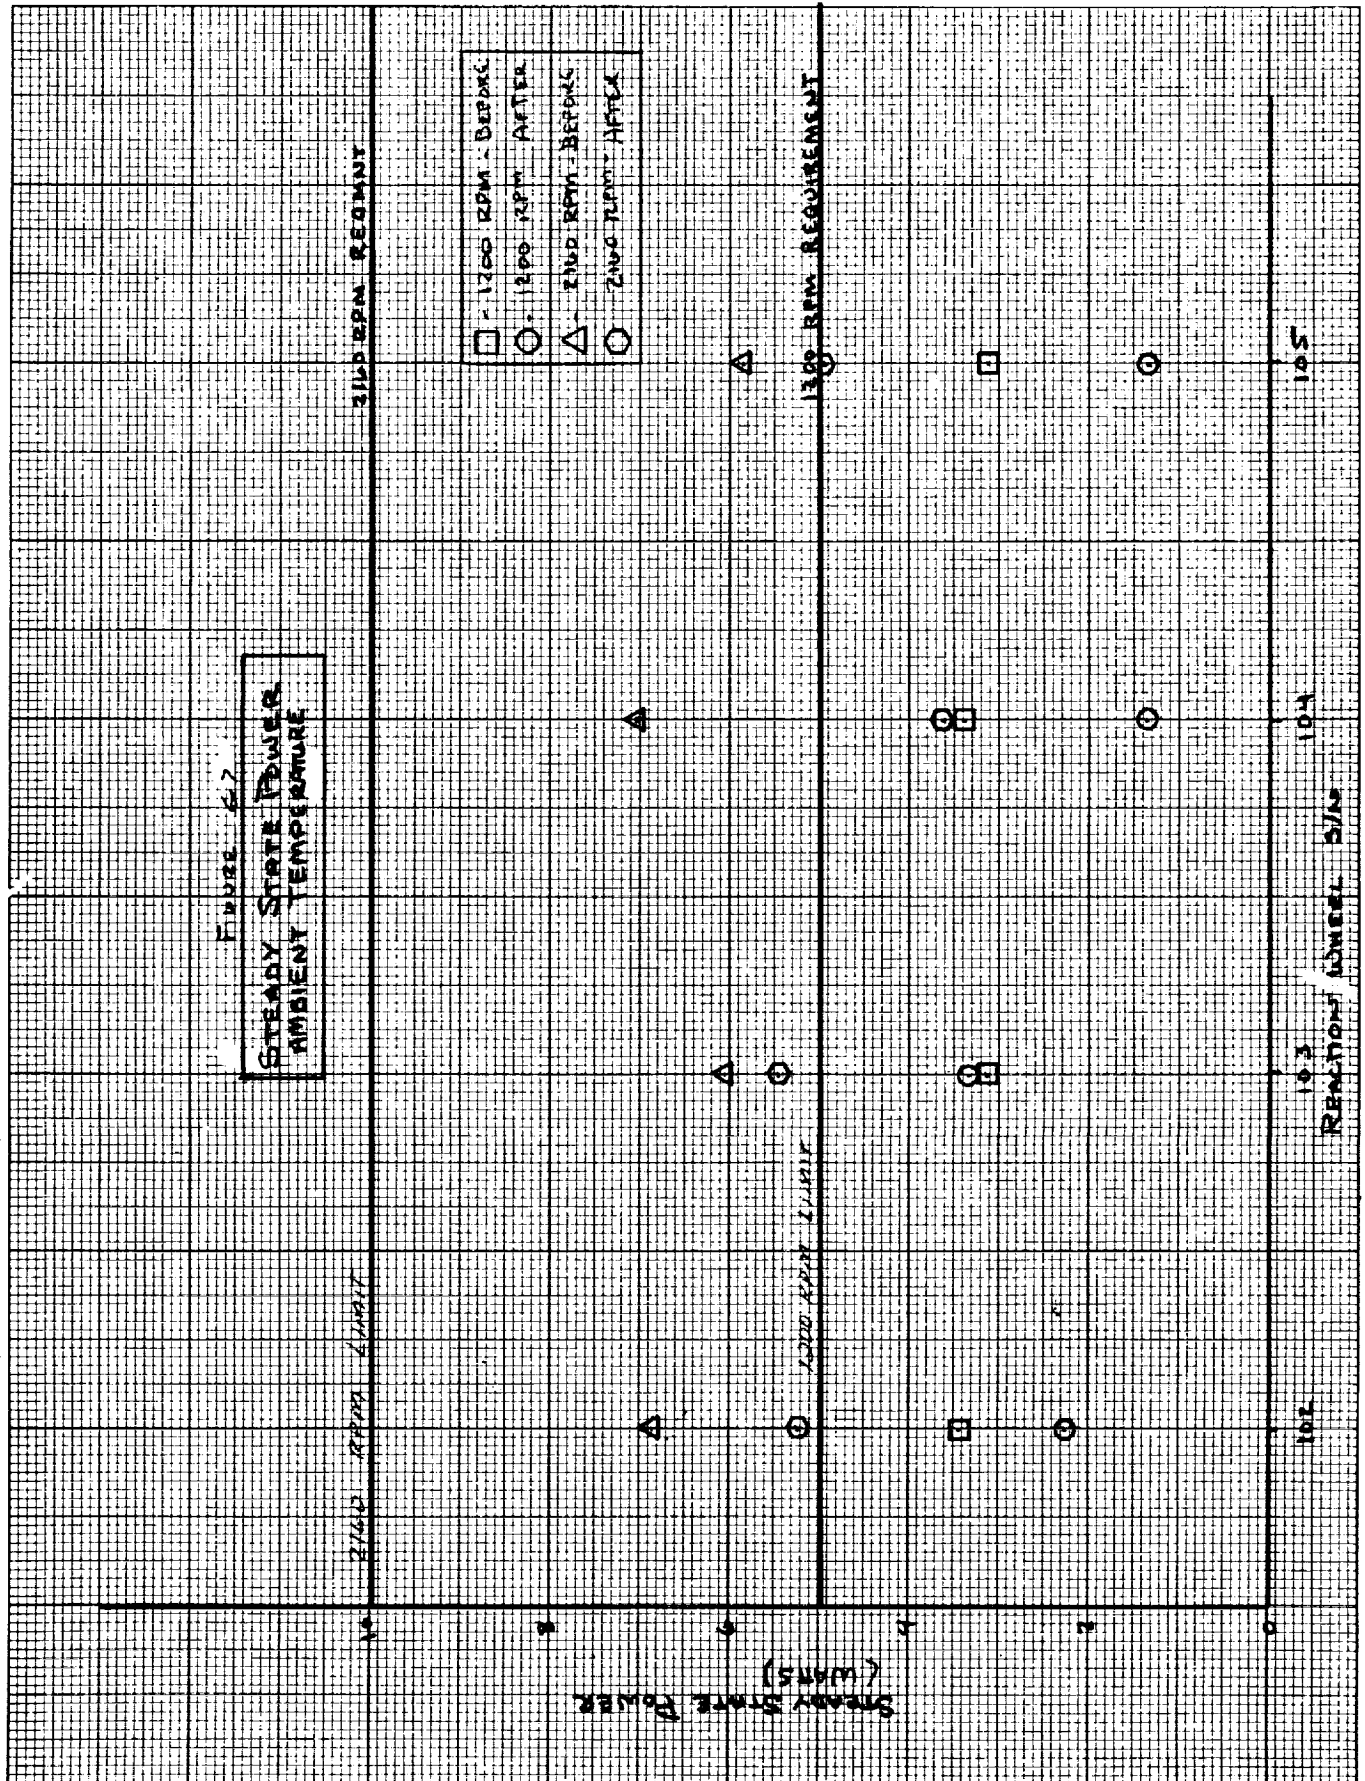 FIGURE 67
STEADY STATE POWER
AMBIENT TEMPERATURE
2160 RPM LIMIT
2160 RPM REQMNT
□ - 1200 RPM - BEFORE
○ - 1200 RPM AFTER
△ - 2160 RPM - BEFORE
⬡ 2160 RPM - AFTER
1200 RPM LIMIT
1200 RPM REQUIREMENT
STEADY STATE POWER
(WATTS)
10
8
6
4
2
0
102
103
104
105
REACTION WHEEL S/N